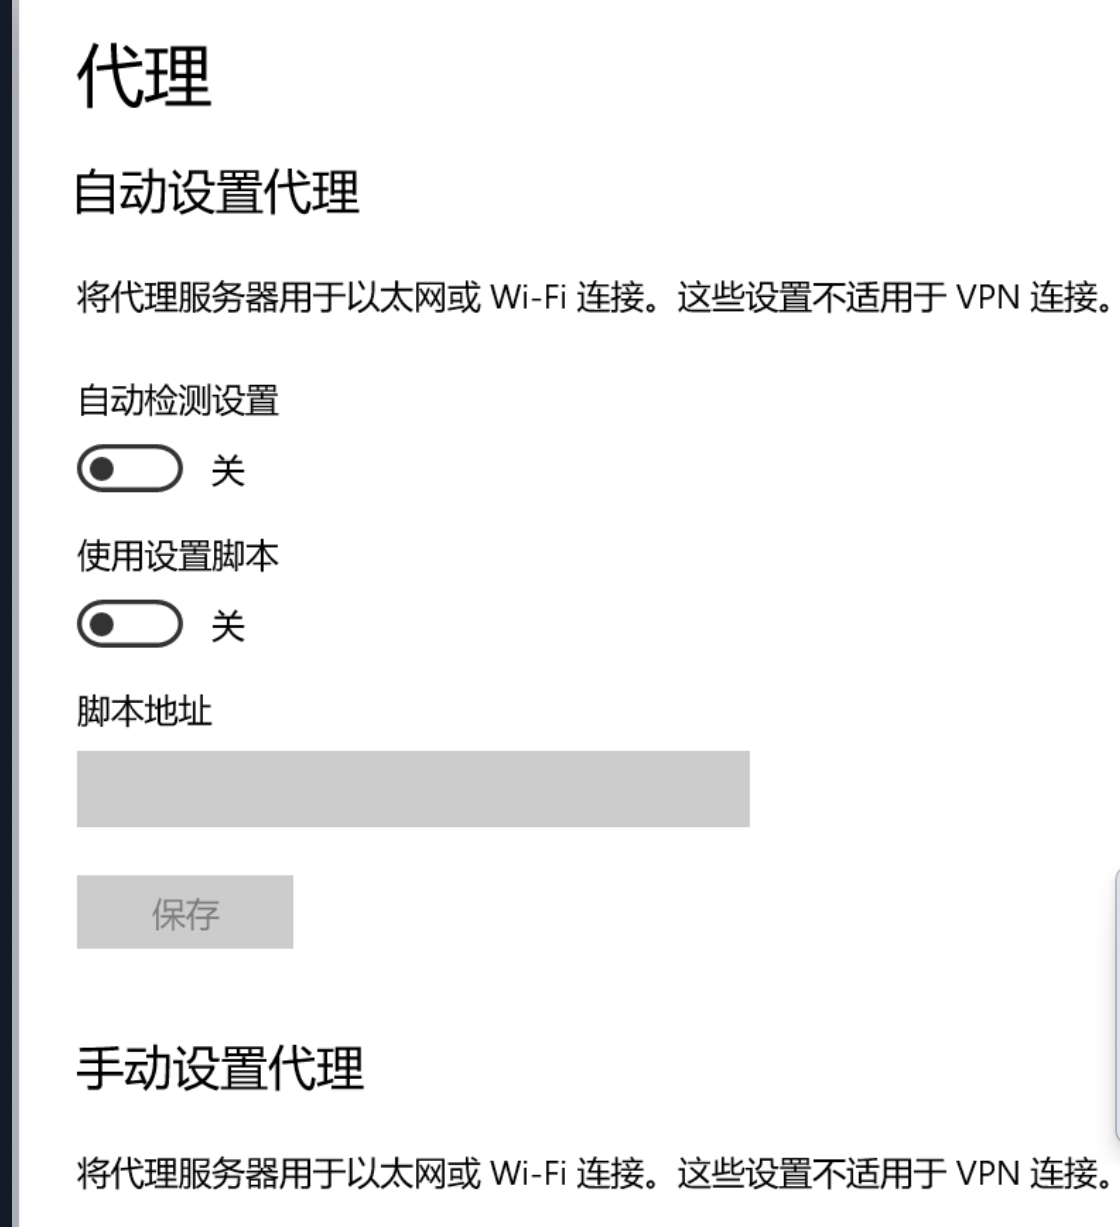 代理
自动设置代理
将代理服务器用于以太网或 Wi-Fi 连接。这些设置不适用于 VPN 连接。
自动检测设置
关
使用设置脚本
关
脚本地址
保存
手动设置代理
将代理服务器用于以太网或 Wi-Fi 连接。这些设置不适用于 VPN 连接。